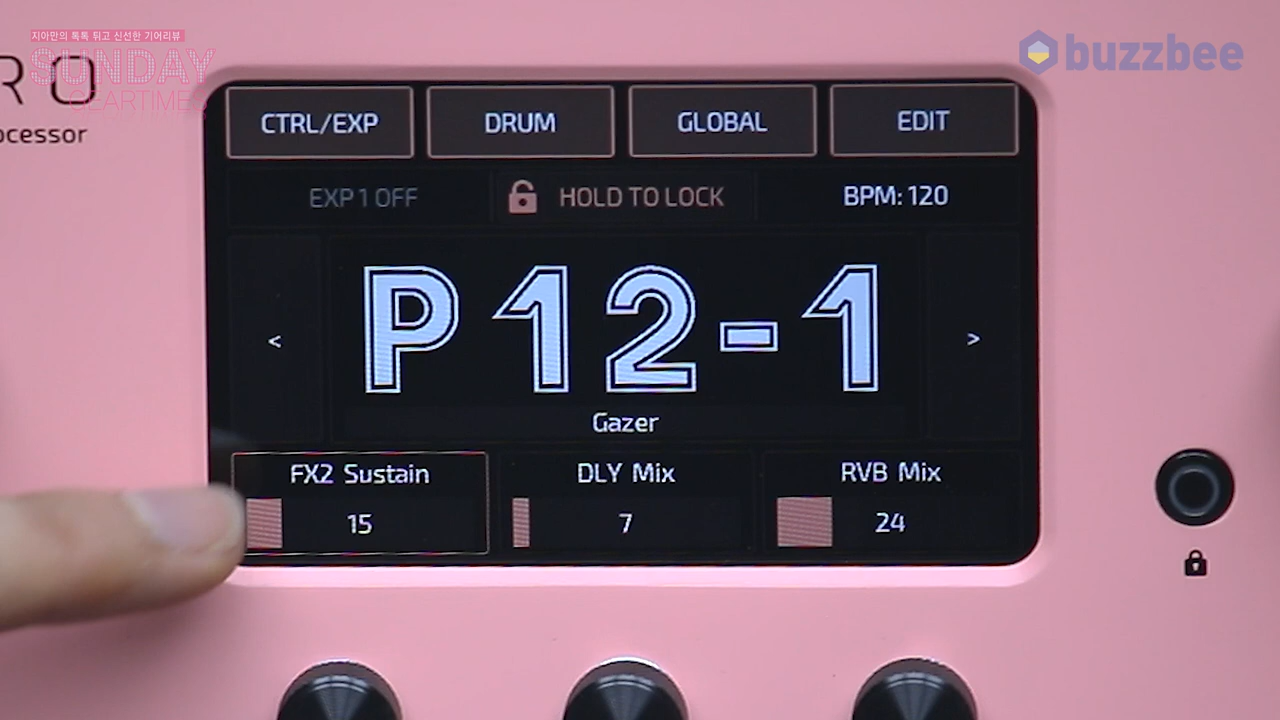 지아만의 톡톡 튀고 신선한 기어리뷰
SUNDAY
GEARTIMES
buzzbee
RO
ocessor
CTRL/EXP DRUM GLOBAL EDIT
EXP 1 OFF HOLD TO LOCK BPM: 120
< P12-1 >
Gazer
FX2 Sustain DLY Mix RVB Mix
15 7 24